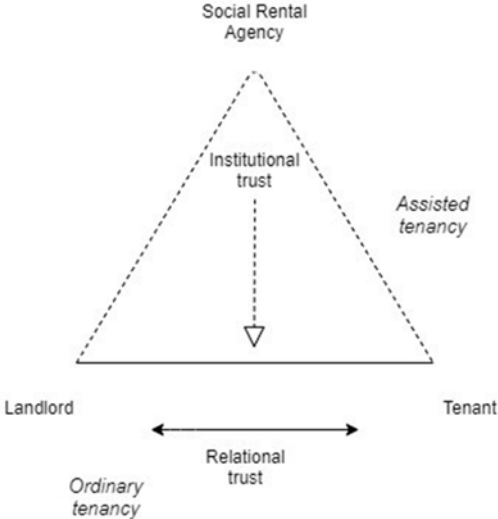 Social Rental
Agency
Institutional
trust
Assisted
tenancy
Landlord
Tenant
Relational
trust
Ordinary
tenancy